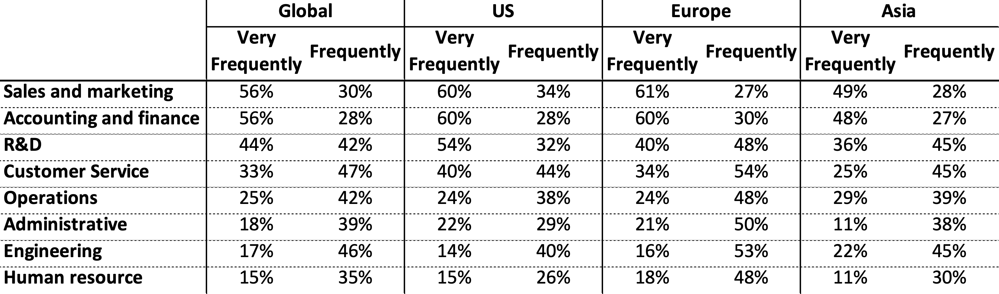 Global US Europe Asia
Very Frequently Frequently Very Frequently Frequently Very Frequently Frequently Very Frequently Frequently
Sales and marketing 56% 30% 60% 34% 61% 27% 49% 28%
Accounting and finance 56% 28% 60% 28% 60% 30% 48% 27%
R&D 44% 42% 54% 32% 40% 48% 36% 45%
Customer Service 33% 47% 40% 44% 34% 54% 25% 45%
Operations 25% 42% 24% 38% 24% 48% 29% 39%
Administrative 18% 39% 22% 29% 21% 50% 11% 38%
Engineering 17% 46% 14% 40% 16% 53% 22% 45%
Human resource 15% 35% 15% 26% 18% 48% 11% 30%